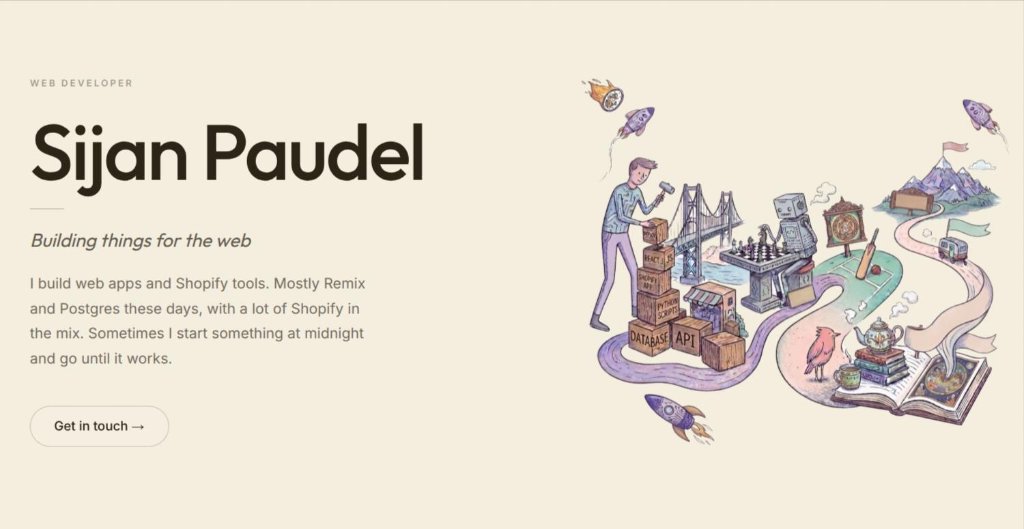 WEB DEVELOPER
Sijan Paudel
Building things for the web
I build web apps and Shopify tools. Mostly Remix
and Postgres these days, with a lot of Shopify in
the mix. Sometimes I start something at midnight
and go until it works.
Get in touch →
REACT
SHOPIFY
API
PYTHON
SCRIPTS
DATABASE
API